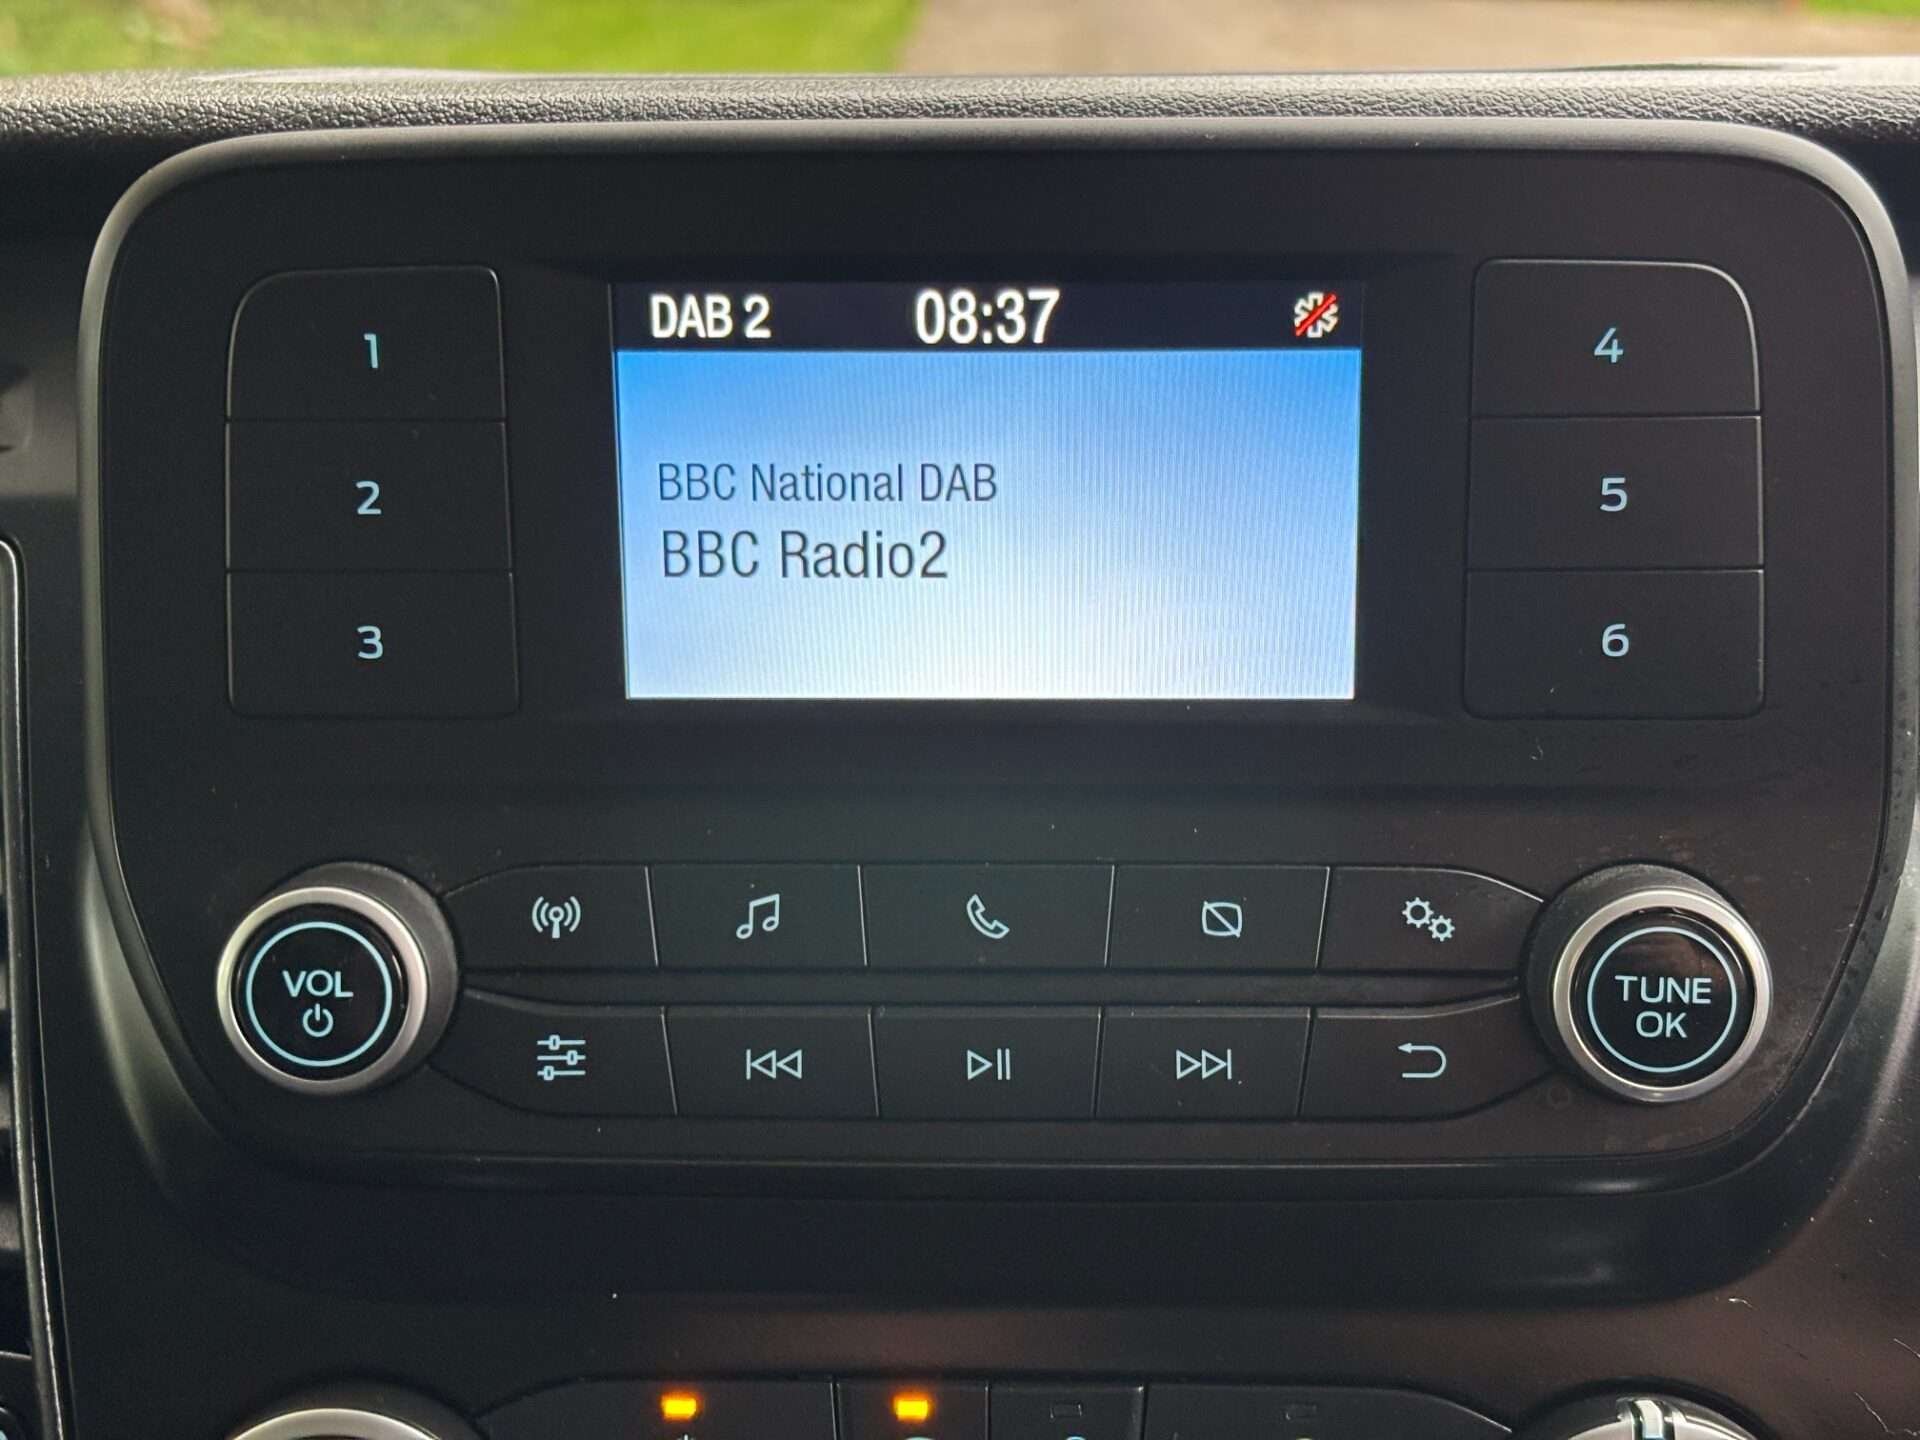 DAB 2 08:37
BBC National DAB
BBC Radio2
1
2
3
4
5
6
VOL
TUNE
OK